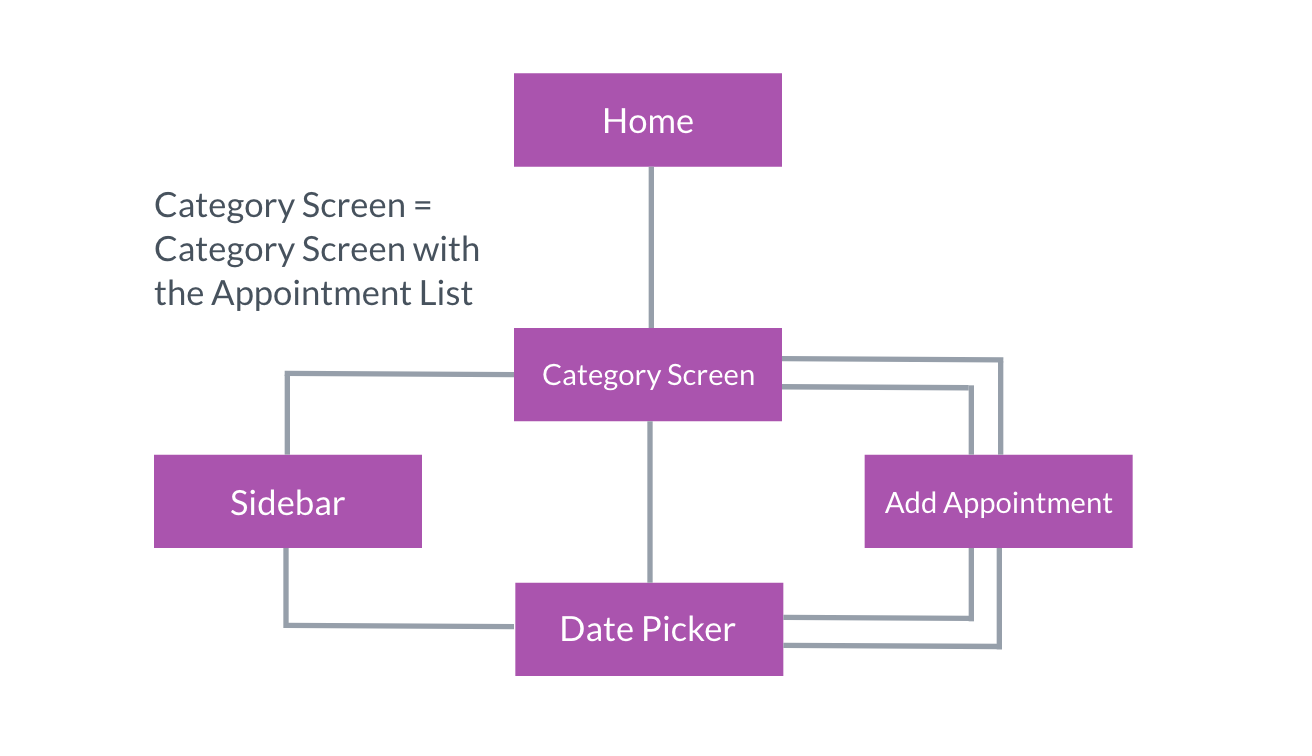 Home
Category Screen =
Category Screen with
the Appointment List
Category Screen
Sidebar
Add Appointment
Date Picker